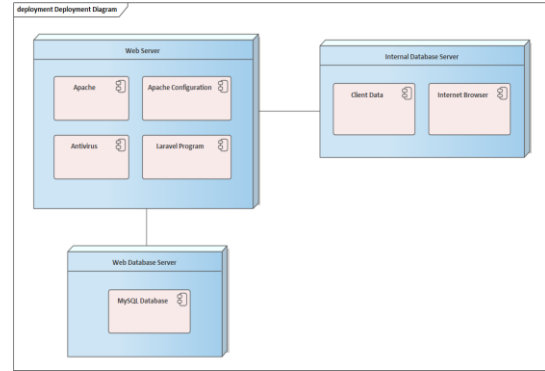 deployment Deployment Diagram
Web Server
Apache
Apache Configuration
Antivirus
Laravel Program
Internal Database Server
Client Data
Internet Browser
Web Database Server
MySQL Database